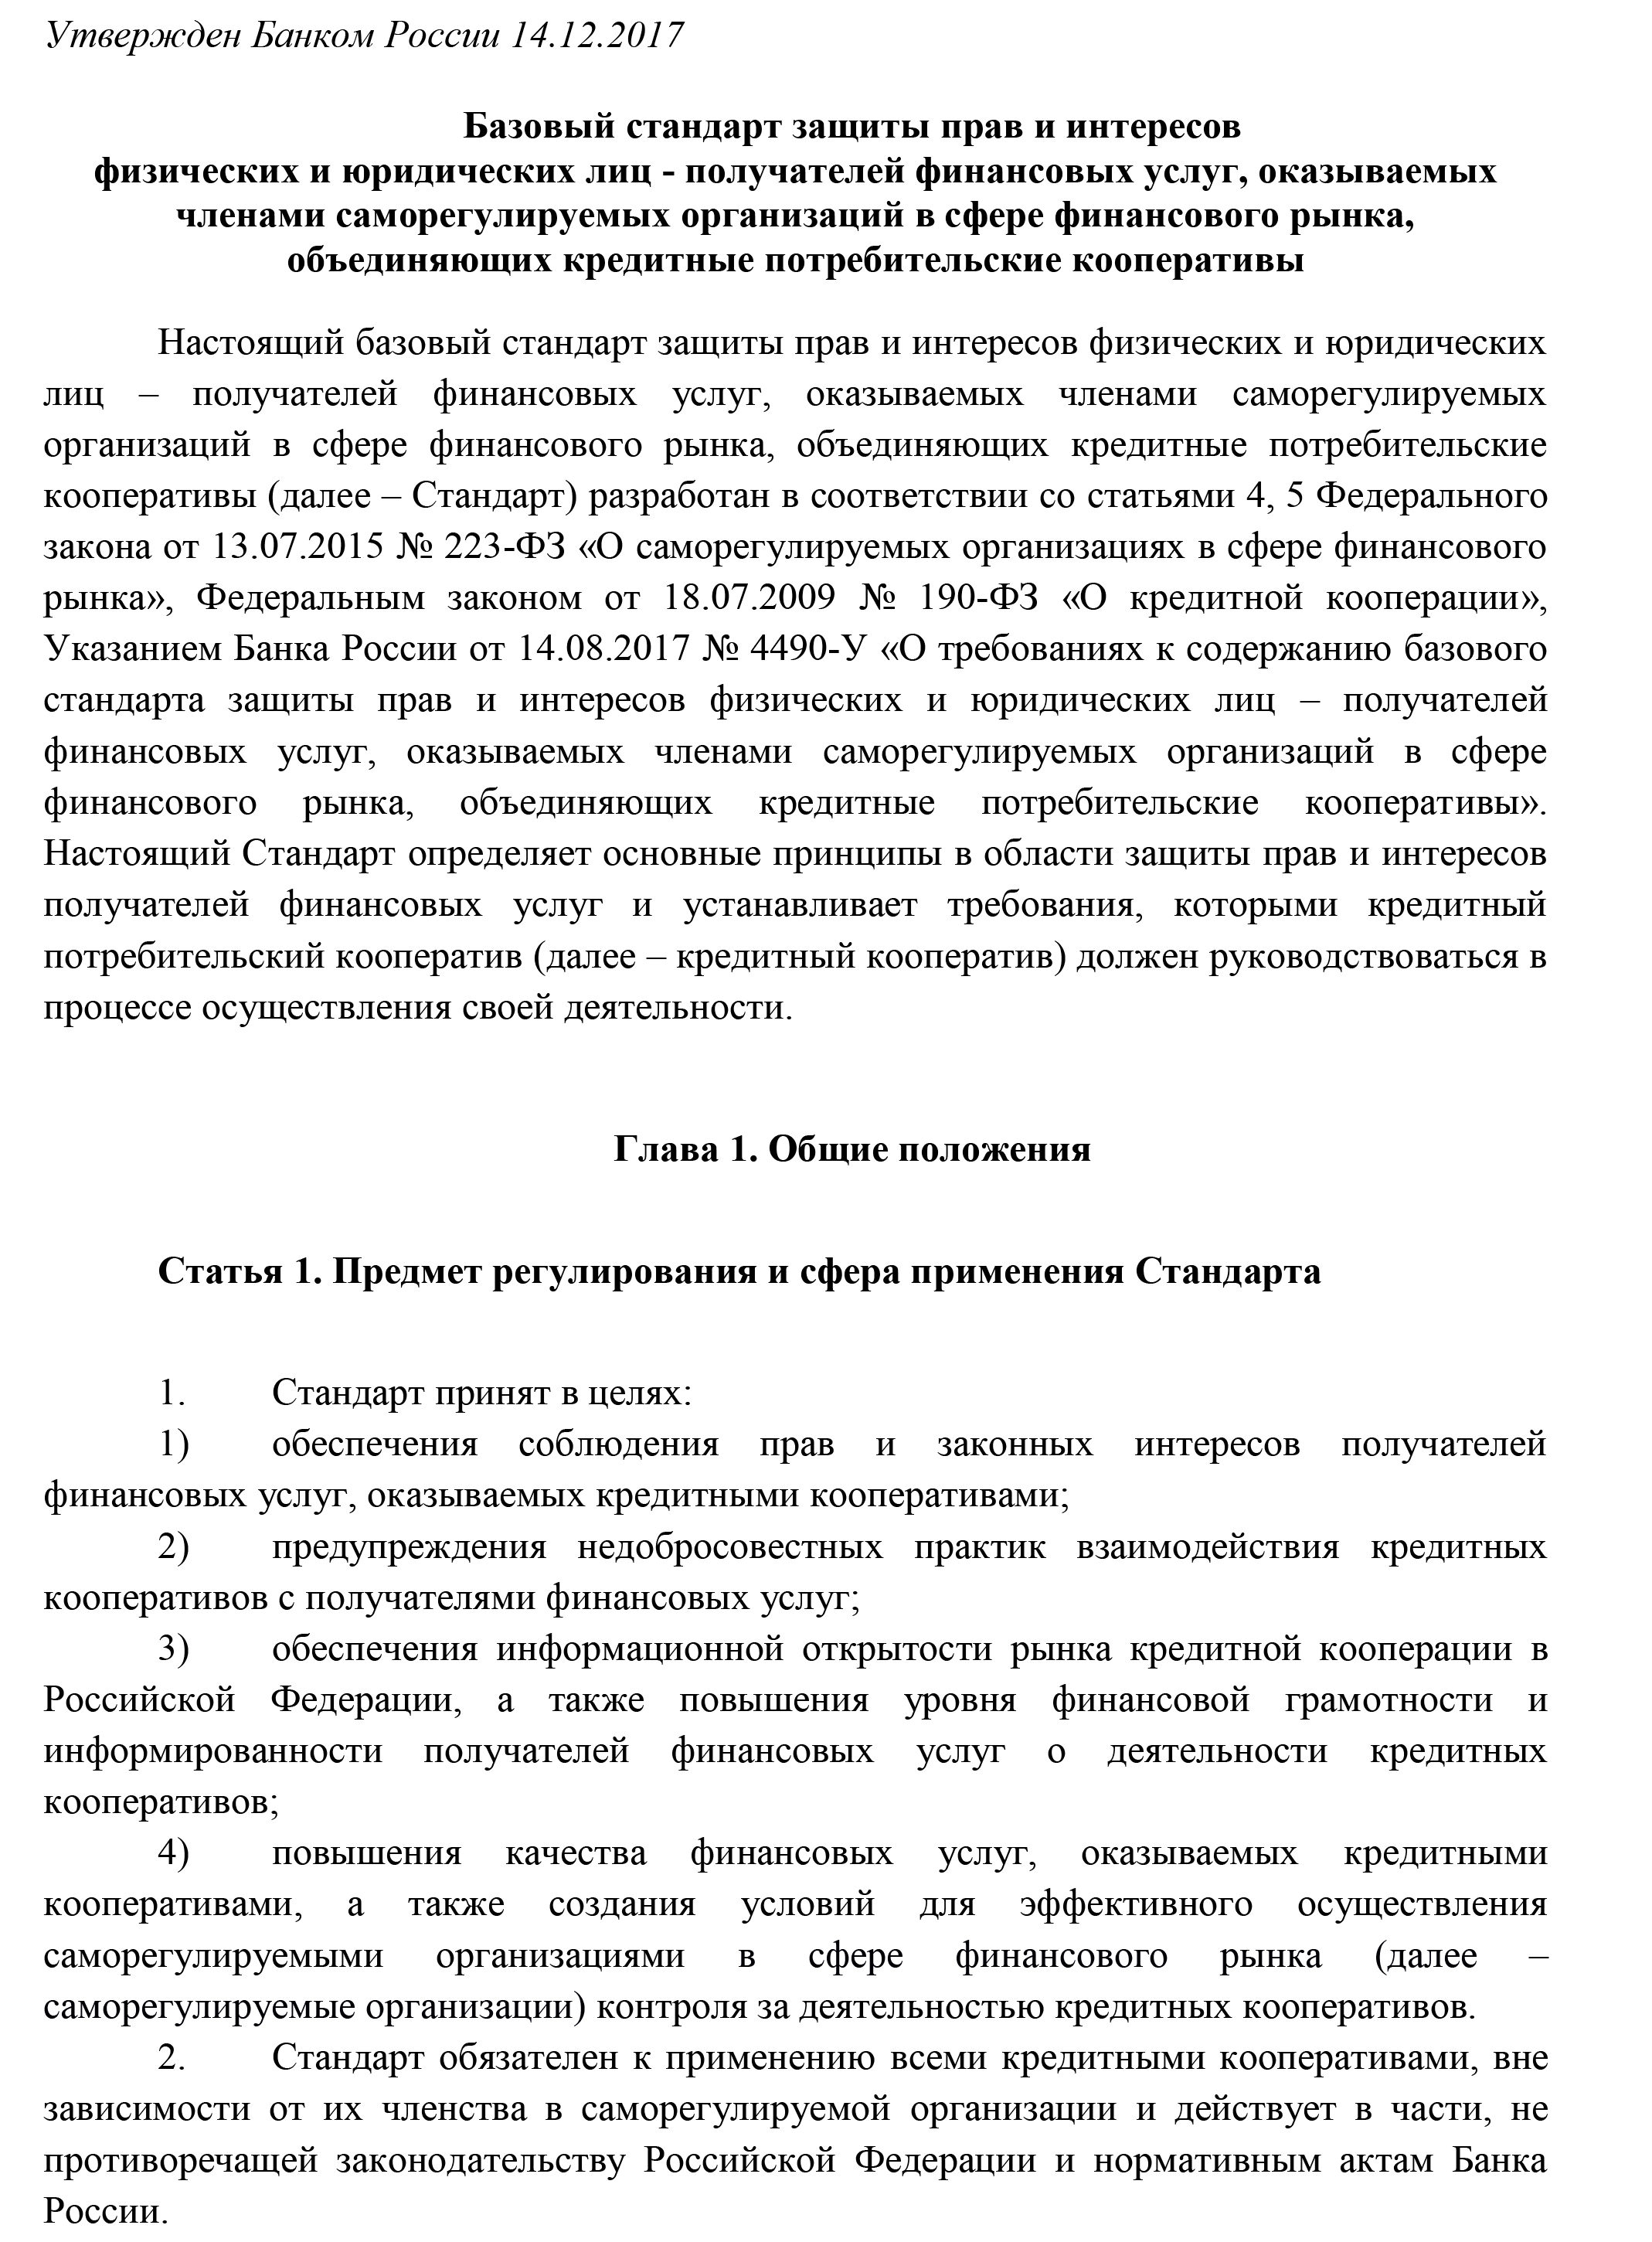 Утвержден Банком России 14.12.2017
Базовый стандарт защиты прав и интересов
физических и юридических лиц - получателей финансовых услуг, оказываемых
членами саморегулируемых организаций в сфере финансового рынка,
объединяющих кредитные потребительские кооперативы
Настоящий базовый стандарт защиты прав и интересов физических и юридических
лиц – получателей финансовых услуг, оказываемых членами саморегулируемых
организаций в сфере финансового рынка, объединяющих кредитные потребительские
кооперативы (далее – Стандарт) разработан в соответствии со статьями 4, 5 Федерального
закона от 13.07.2015 № 223-ФЗ «О саморегулируемых организациях в сфере финансового
рынка», Федеральным законом от 18.07.2009 № 190-ФЗ «О кредитной кооперации»,
Указанием Банка России от 14.08.2017 № 4490-У «О требованиях к содержанию базового
стандарта защиты прав и интересов физических и юридических лиц – получателей
финансовых услуг, оказываемых членами саморегулируемых организаций в сфере
финансового рынка, объединяющих кредитные потребительские кооперативы».
Настоящий Стандарт определяет основные принципы в области защиты прав и интересов
получателей финансовых услуг и устанавливает требования, которыми кредитный
потребительский кооператив (далее – кредитный кооператив) должен руководствоваться в
процессе осуществления своей деятельности.
Глава 1. Общие положения
Статья 1. Предмет регулирования и сфера применения Стандарта
1. Стандарт принят в целях:
1) обеспечения соблюдения прав и законных интересов получателей
финансовых услуг, оказываемых кредитными кооперативами;
2) предупреждения недобросовестных практик взаимодействия кредитных
кооперативов с получателями финансовых услуг;
3) обеспечения информационной открытости рынка кредитной кооперации в
Российской Федерации, а также повышения уровня финансовой грамотности и
информированности получателей финансовых услуг о деятельности кредитных
кооперативов;
4) повышения качества финансовых услуг, оказываемых кредитными
кооперативами, а также создания условий для эффективного осуществления
саморегулируемыми организациями в сфере финансового рынка (далее –
саморегулируемые организации) контроля за деятельностью кредитных кооперативов.
2. Стандарт обязателен к применению всеми кредитными кооперативами, вне
зависимости от их членства в саморегулируемой организации и действует в части, не
противоречащей законодательству Российской Федерации и нормативным актам Банка
России.